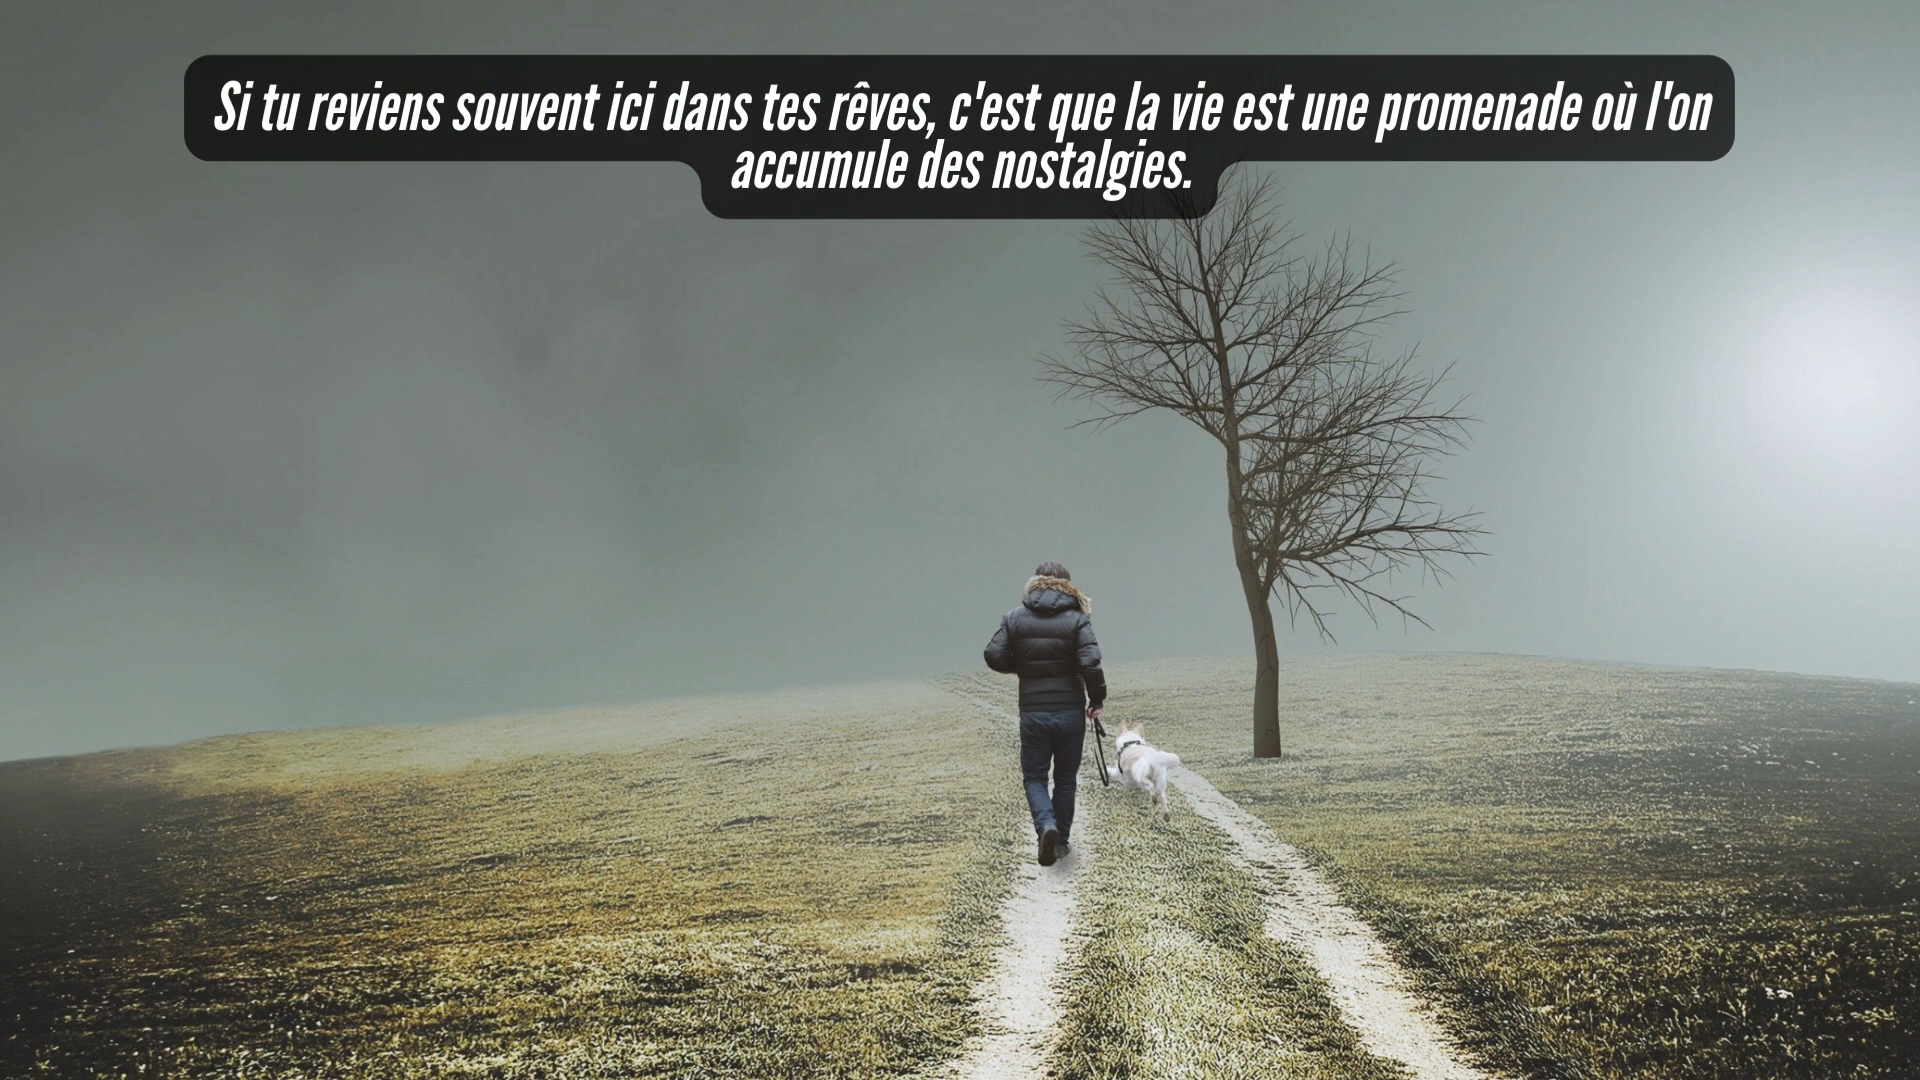 Si tu reviens souvent ici dans tes rêves, c'est que la vie est une promenade où l'on
accumule des nostalgies.